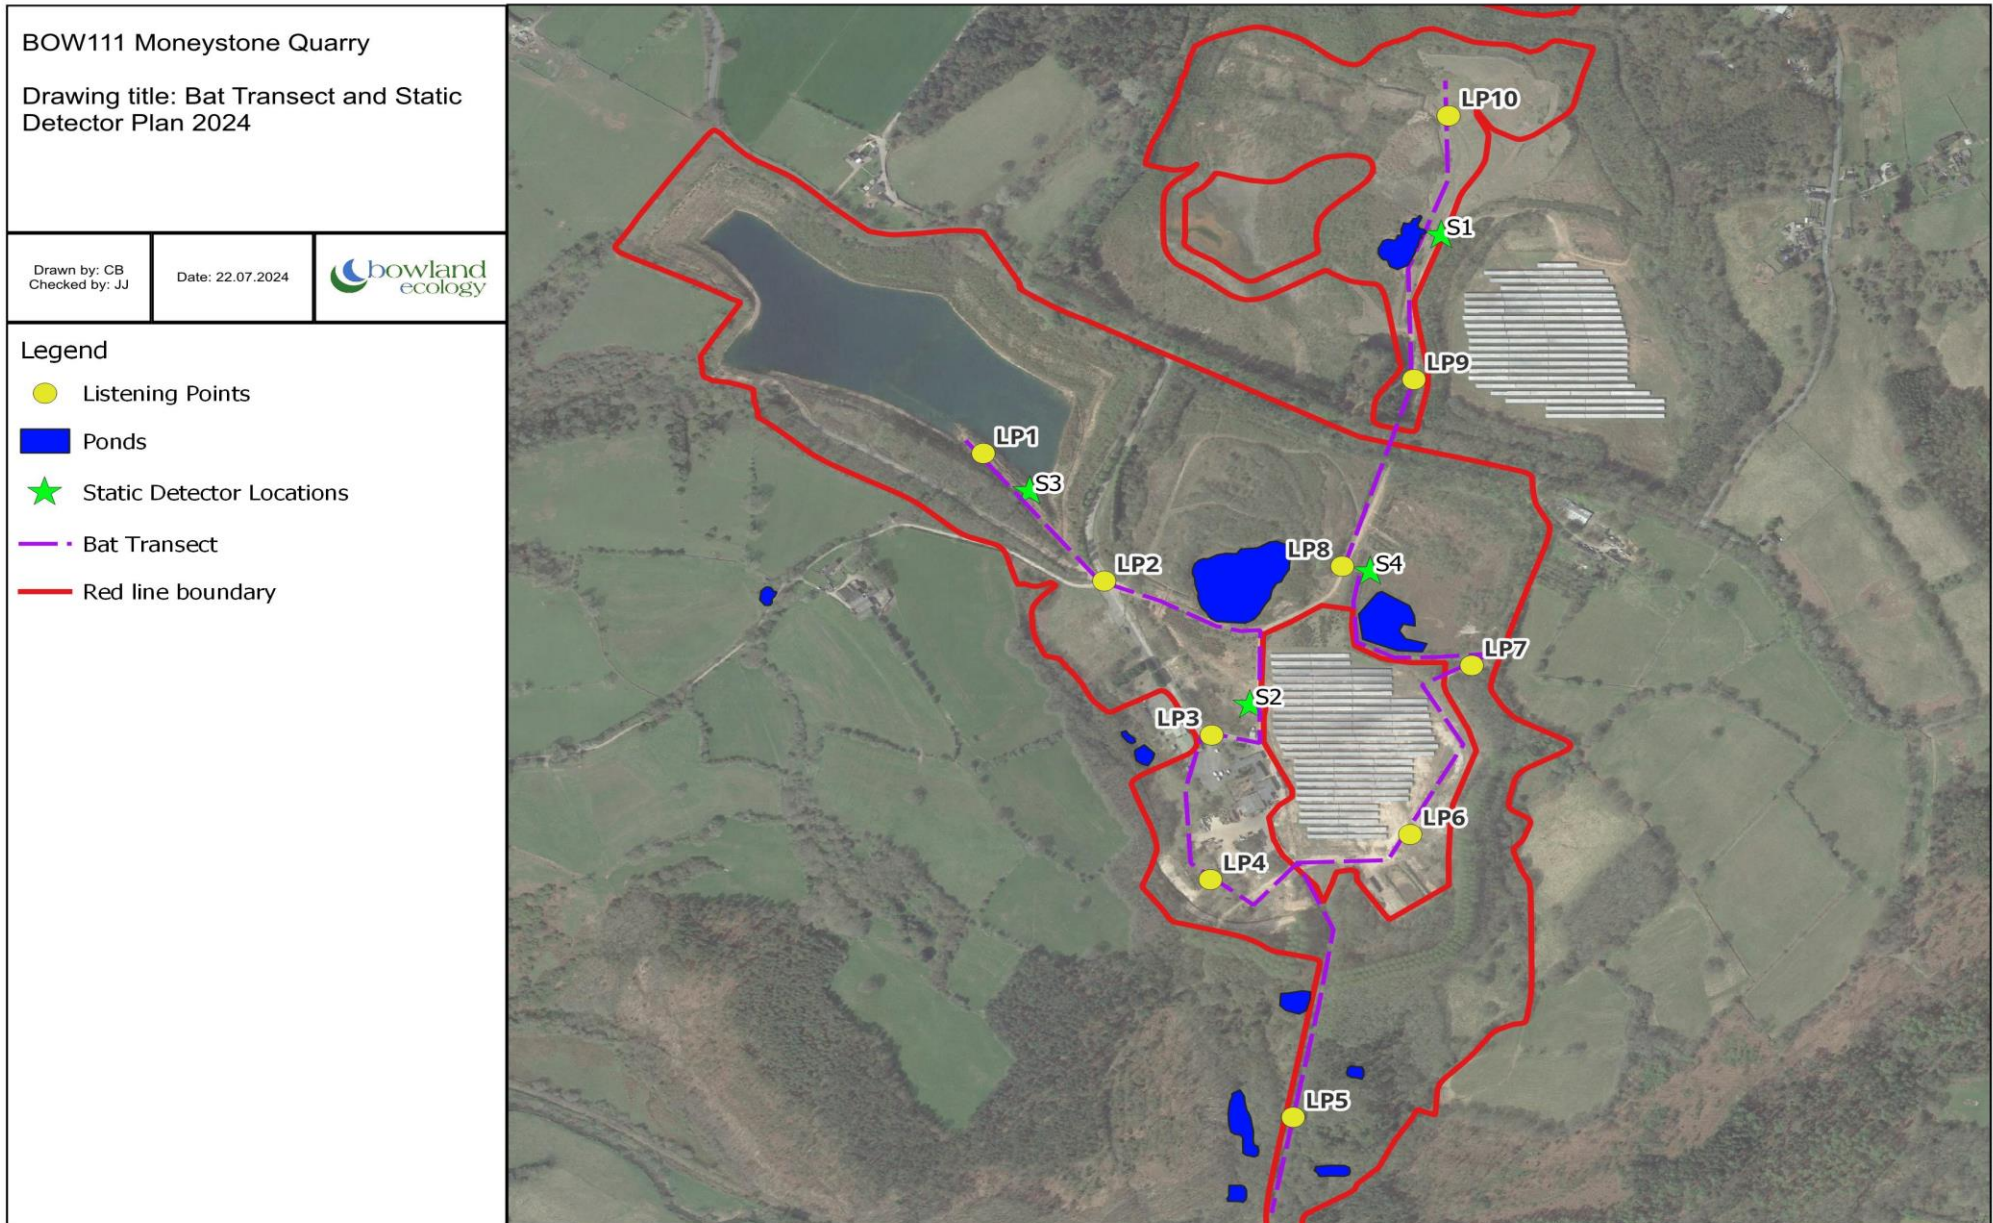 BOW111 Moneystone Quarry
Drawing title: Bat Transect and Static
Detector Plan 2024
Drawn by: CB
Checked by: JJ
Date: 22.07.2024
bowland
ecology
Legend
Listening Points
Ponds
Static Detector Locations
Bat Transect
Red line boundary
LP10
S1
LP9
LP1
S3
LP2
LP8
S4
LP7
S2
LP3
LP6
LP4
LP5